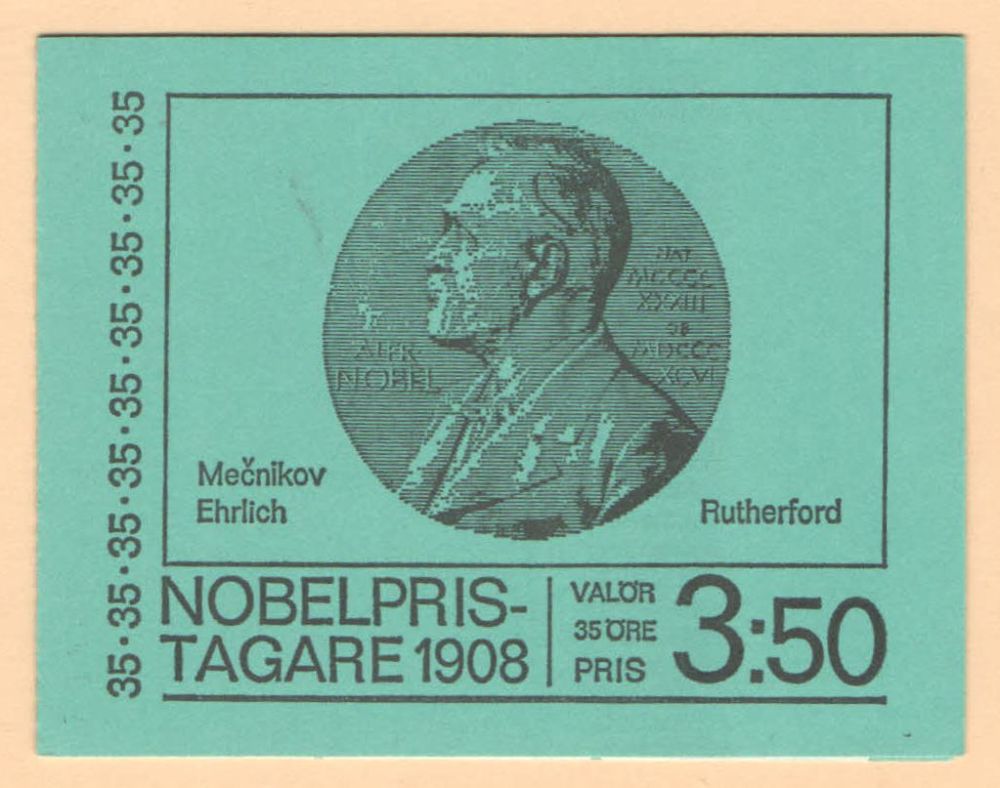 35·35·35·35·35·35·35·35·35
ALFR.
NOBEL
NAT.
MDCCC
XXXIII
OB.
MDCCC
XCVI
Mečnikov
Ehrlich
Rutherford
NOBELPRIS-
TAGARE 1908
VALÖR
35 ÖRE
PRIS
3:50